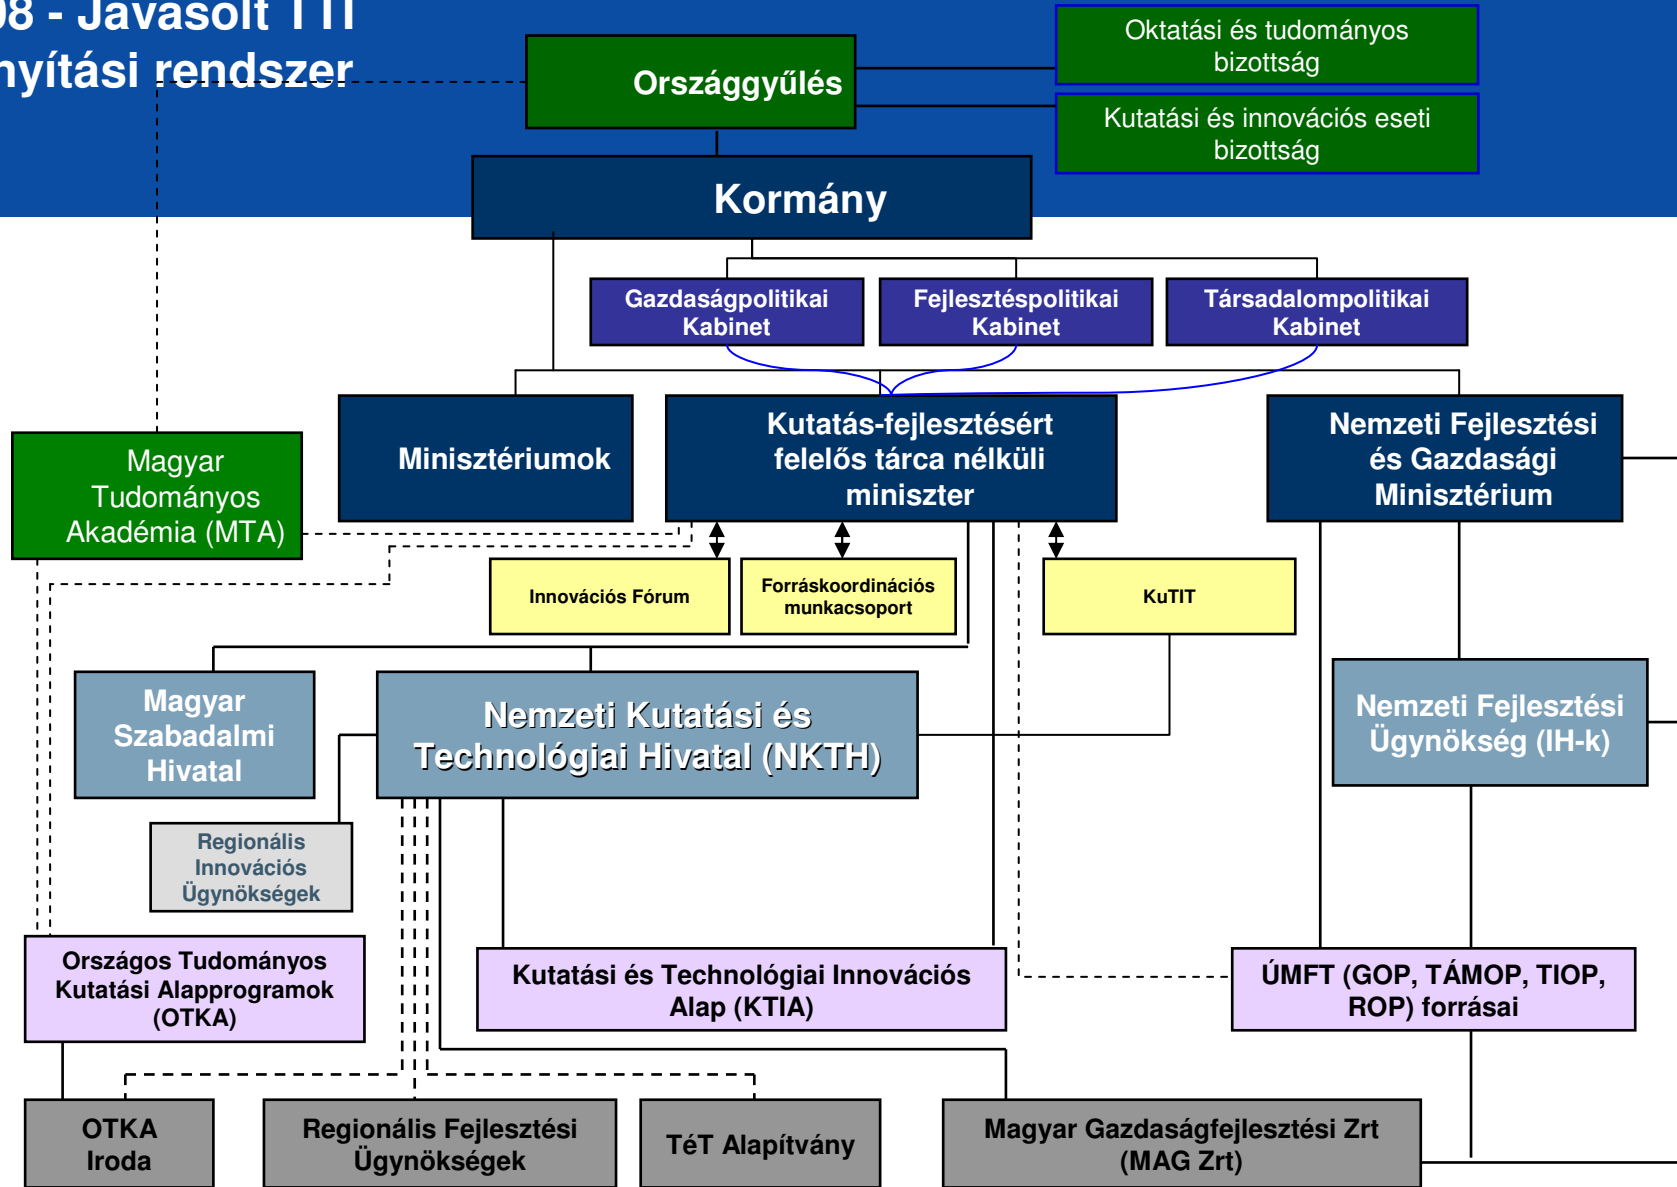 08 - Javasolt TTI
nyítási rendszer
Országgyűlés
Oktatási és tudományos
bizottság
Kutatási és innovációs eseti
bizottság
Kormány
Gazdaságpolitikai
Kabinet
Fejlesztéspolitikai
Kabinet
Társadalompolitikai
Kabinet
Magyar
Tudományos
Akadémia (MTA)
Minisztériumok
Kutatás-fejlesztésért
felelős tárca nélküli
miniszter
Nemzeti Fejlesztési
és Gazdasági
Minisztérium
Innovációs Fórum
Forráskoordinációs
munkacsoport
KuTIT
Magyar
Szabadalmi
Hivatal
Nemzeti Kutatási és
Technológiai Hivatal (NKTH)
Nemzeti Fejlesztési
Ügynökség (IH-k)
Regionális
Innovációs
Ügynökségek
Országos Tudományos
Kutatási Alapprogramok
(OTKA)
Kutatási és Technológiai Innovációs
Alap (KTIA)
ÚMFT (GOP, TÁMOP, TIOP,
ROP) forrásai
OTKA
Iroda
Regionális Fejlesztési
Ügynökségek
TéT Alapítvány
Magyar Gazdaságfejlesztési Zrt
(MAG Zrt)